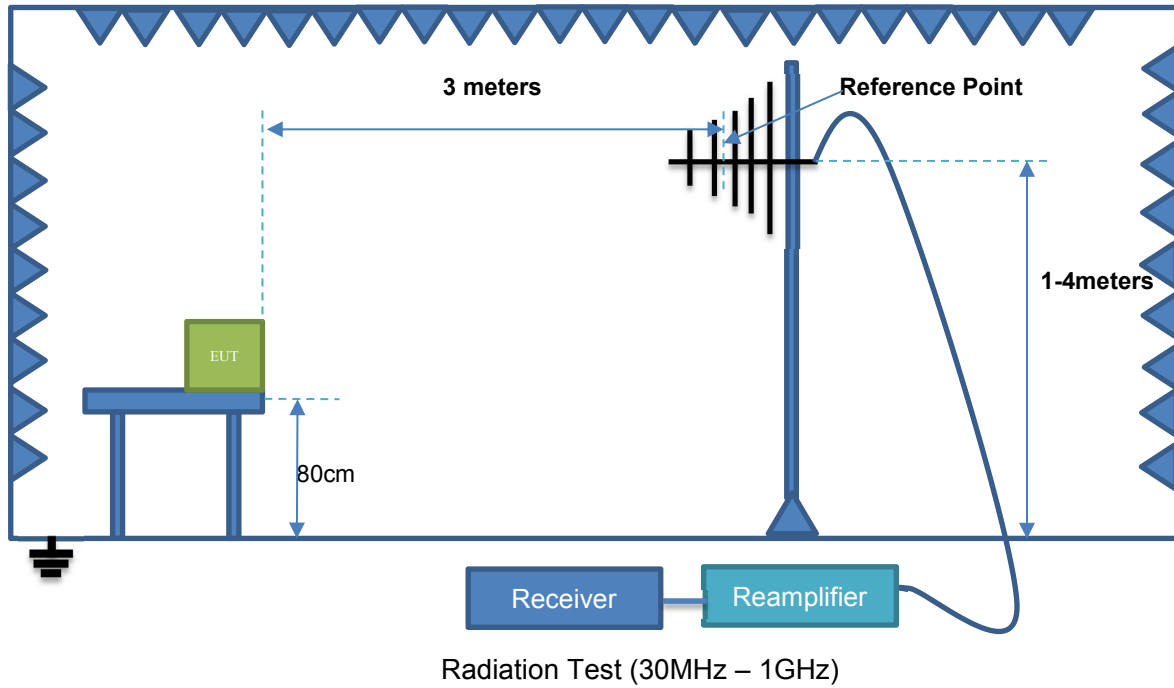 3 meters
Reference Point
1-4meters
EUT
80cm
Receiver
Reamplifier
Radiation Test (30MHz – 1GHz)